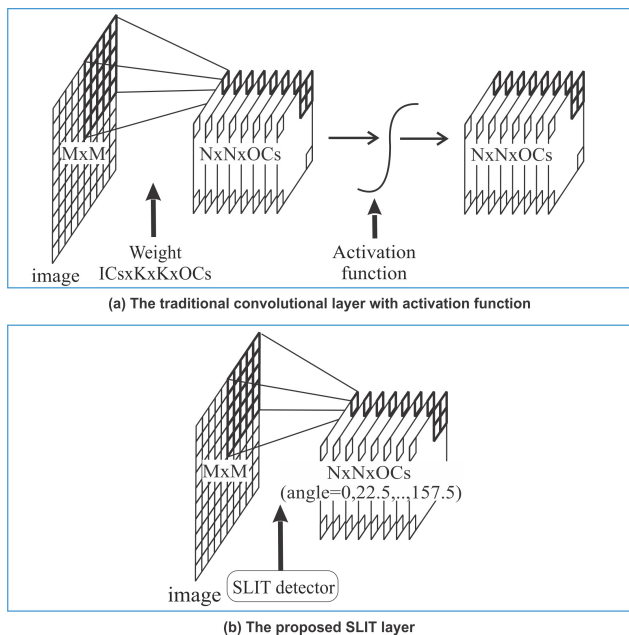 MxM
NxNxOCs
NxNxOCs
Weight
ICsxKxKxOCs
Activation
function
image
(a) The traditional convolutional layer with activation function
MxM
NxNxOCs
(angle=0,22.5,..,157.5)
SLIT detector
image
(b) The proposed SLIT layer